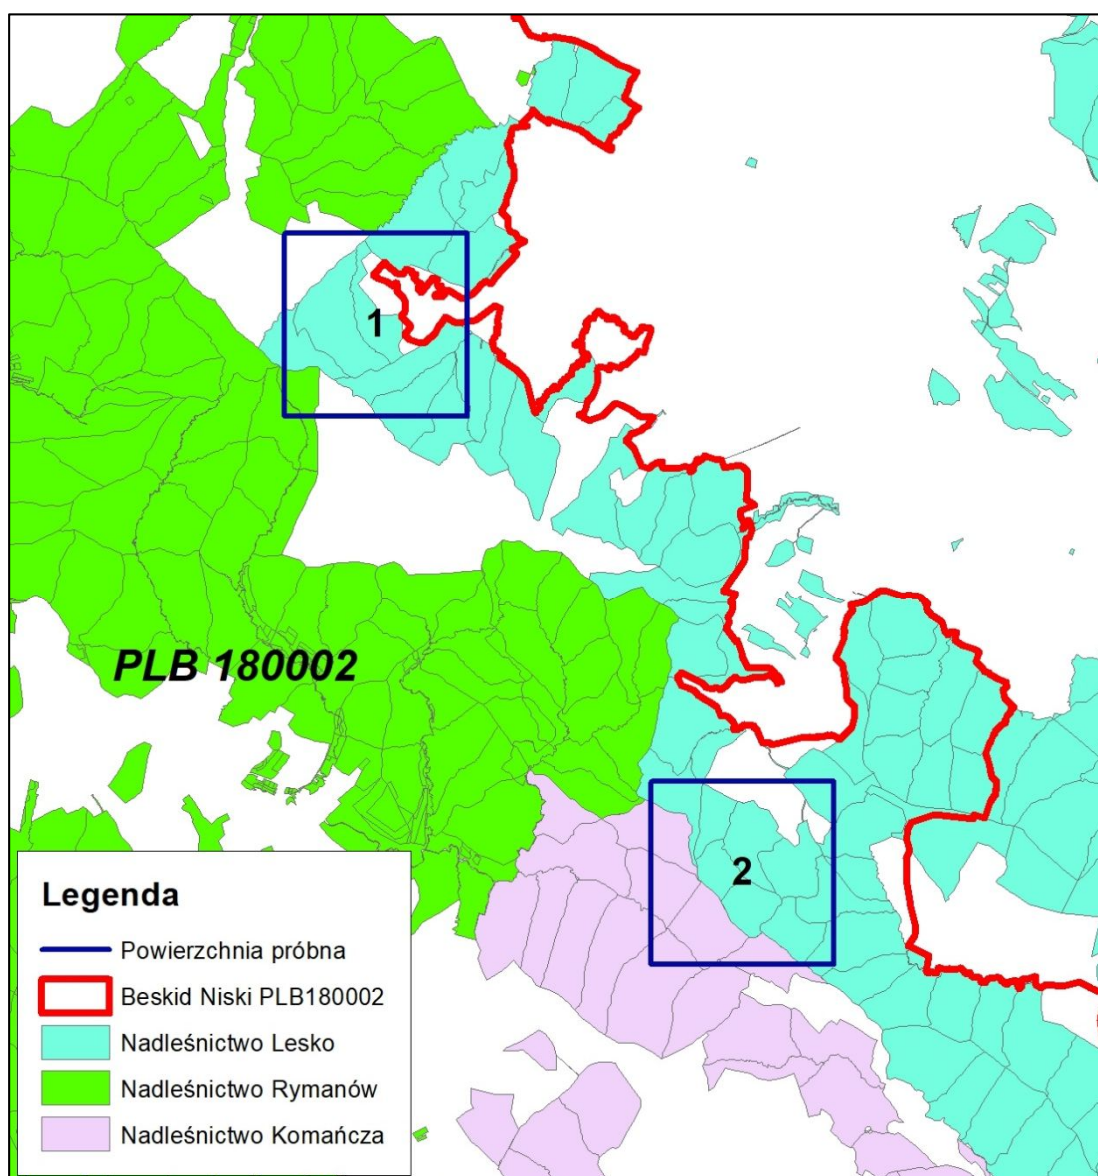 1
PLB 180002
2
Legenda
Powierzchnia próbna
Beskid Niski PLB180002
Nadleśnictwo Lesko
Nadleśnictwo Rymanów
Nadleśnictwo Komańcza